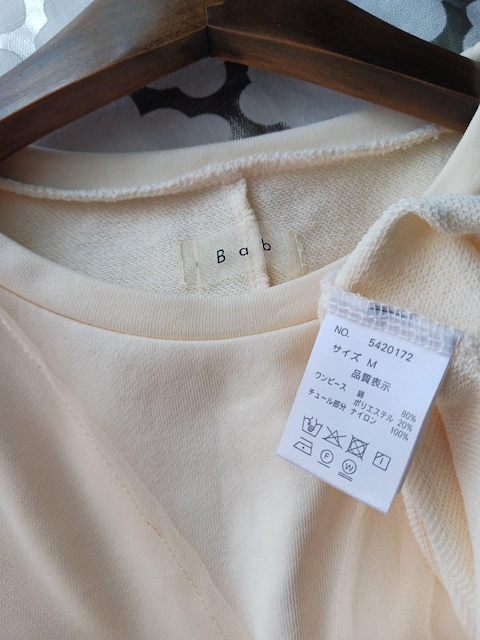 Bab
NO. 5420172
サイズ M
品質表示
ワンピース 綿 80%
ポリエステル 20%
チュール部分 ナイロン 100%
F W